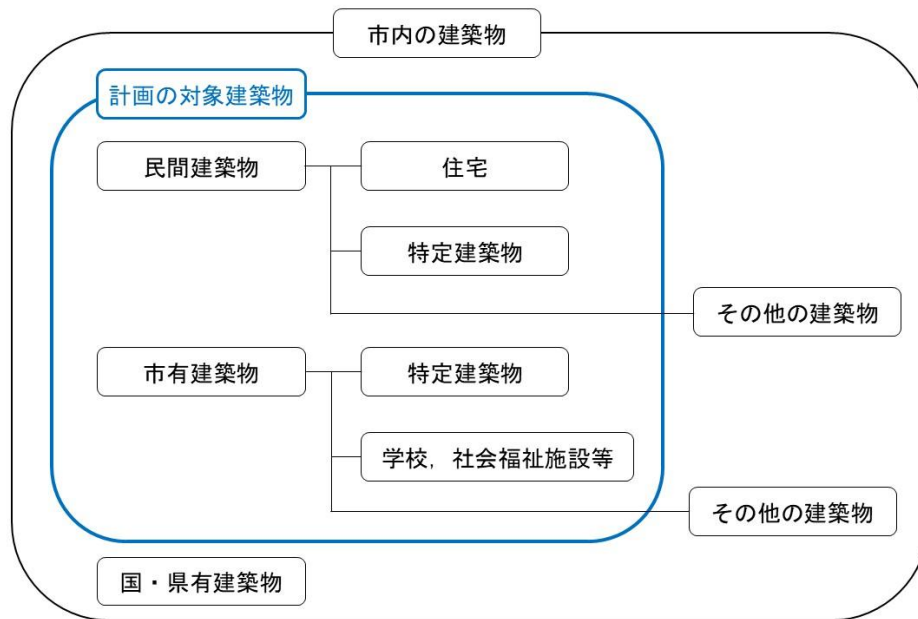 市内の建築物
計画の対象建築物
民間建築物
住宅
特定建築物
その他の建築物
市有建築物
特定建築物
学校，社会福祉施設等
その他の建築物
国・県有建築物